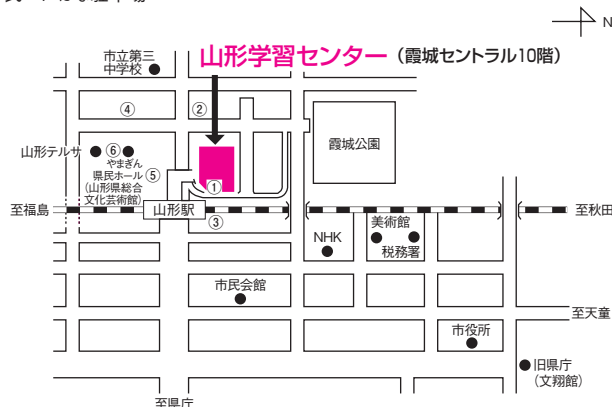 N
山形学習センター（霞城セントラル10階）
市立第三
中学校
④
②
霞城公園
山形テルサ
⑥
やまぎん
県民ホール
（山形県総合
文化芸術館）
⑤
①
至福島
山形駅
③
至秋田
美術館
NHK
税務署
市民会館
至天童
市役所
旧県庁
（文翔館）
至県庁